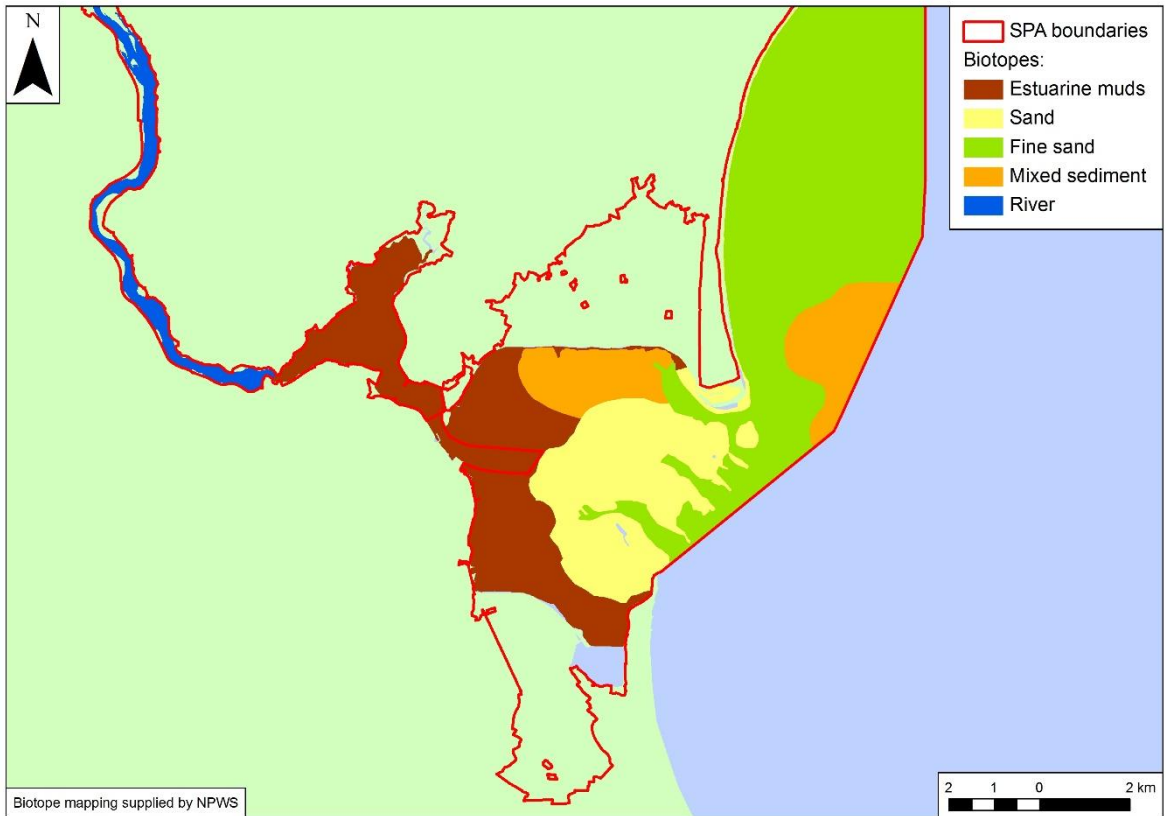 N
SPA boundaries
Biotopes:
Estuarine muds
Sand
Fine sand
Mixed sediment
River
Biotope mapping supplied by NPWS
2 1 0 2 km